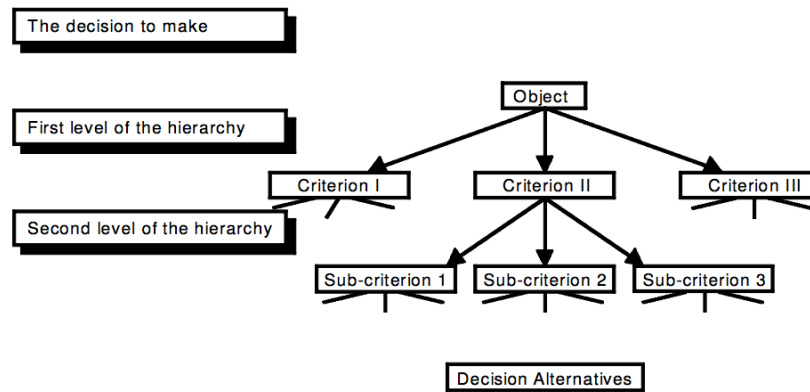 The decision to make
Object
First level of the hierarchy
Criterion I
Criterion II
Criterion III
Second level of the hierarchy
Sub-criterion 1
Sub-criterion 2
Sub-criterion 3
Decision Alternatives